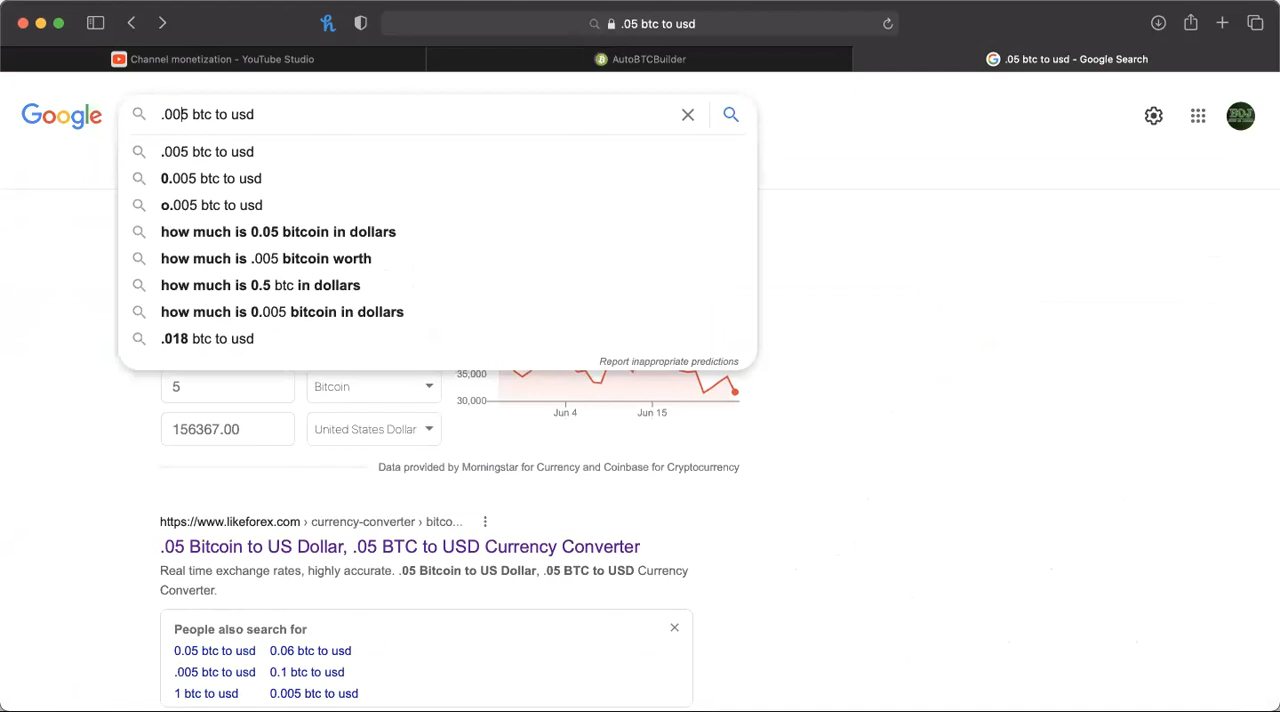 .05 btc to usd
Channel monetization - YouTube Studio
AutoBTCBuilder
.05 btc to usd - Google Search
Google
.005 btc to usd
BOJ
.005 btc to usd
0.005 btc to usd
o.005 btc to usd
how much is 0.05 bitcoin in dollars
how much is .005 bitcoin worth
how much is 0.5 btc in dollars
how much is 0.005 bitcoin in dollars
.018 btc to usd
Report inappropriate predictions
35,000
5
Bitcoin
30,000
Jun 4
Jun 15
156367.00
United States Dollar
Data provided by Morningstar for Currency and Coinbase for Cryptocurrency
https://www.likeforex.com › currency-converter › bitco...
.05 Bitcoin to US Dollar, .05 BTC to USD Currency Converter
Real time exchange rates, highly accurate. .05 Bitcoin to US Dollar, .05 BTC to USD Currency
Converter.
People also search for
0.05 btc to usd 0.06 btc to usd
.005 btc to usd 0.1 btc to usd
1 btc to usd 0.005 btc to usd